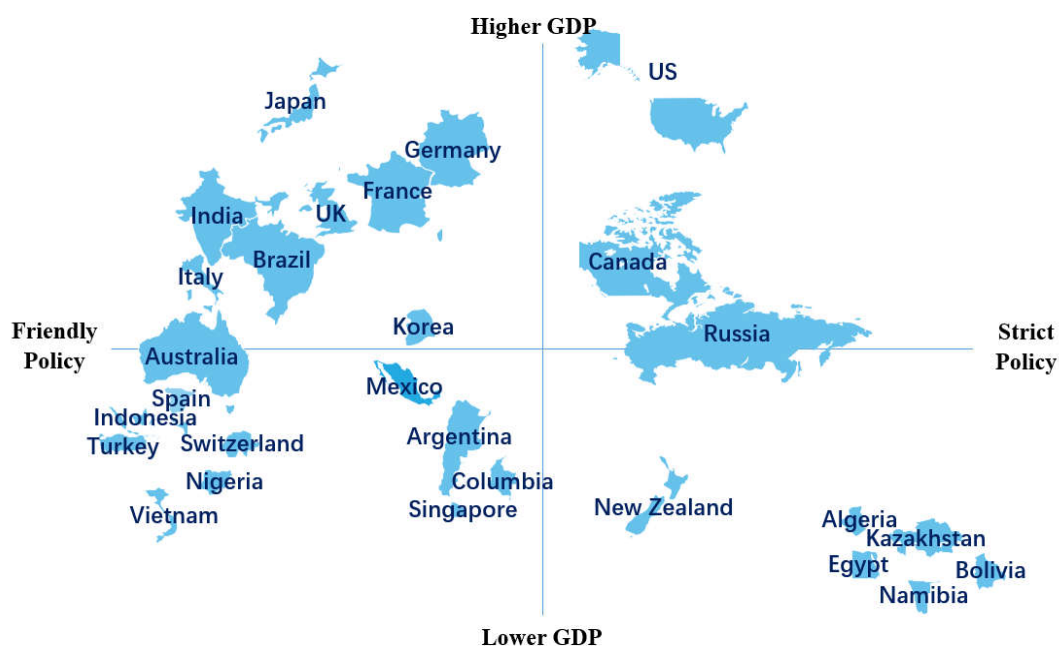 Higher GDP
US
Japan
Germany
France
India
UK
Brazil
Canada
Italy
Korea
Russia
Friendly
Policy
Strict
Policy
Australia
Mexico
Spain
Indonesia
Turkey
Switzerland
Argentina
Nigeria
Columbia
Vietnam
Singapore
New Zealand
Algeria
Kazakhstan
Egypt
Bolivia
Namibia
Lower GDP